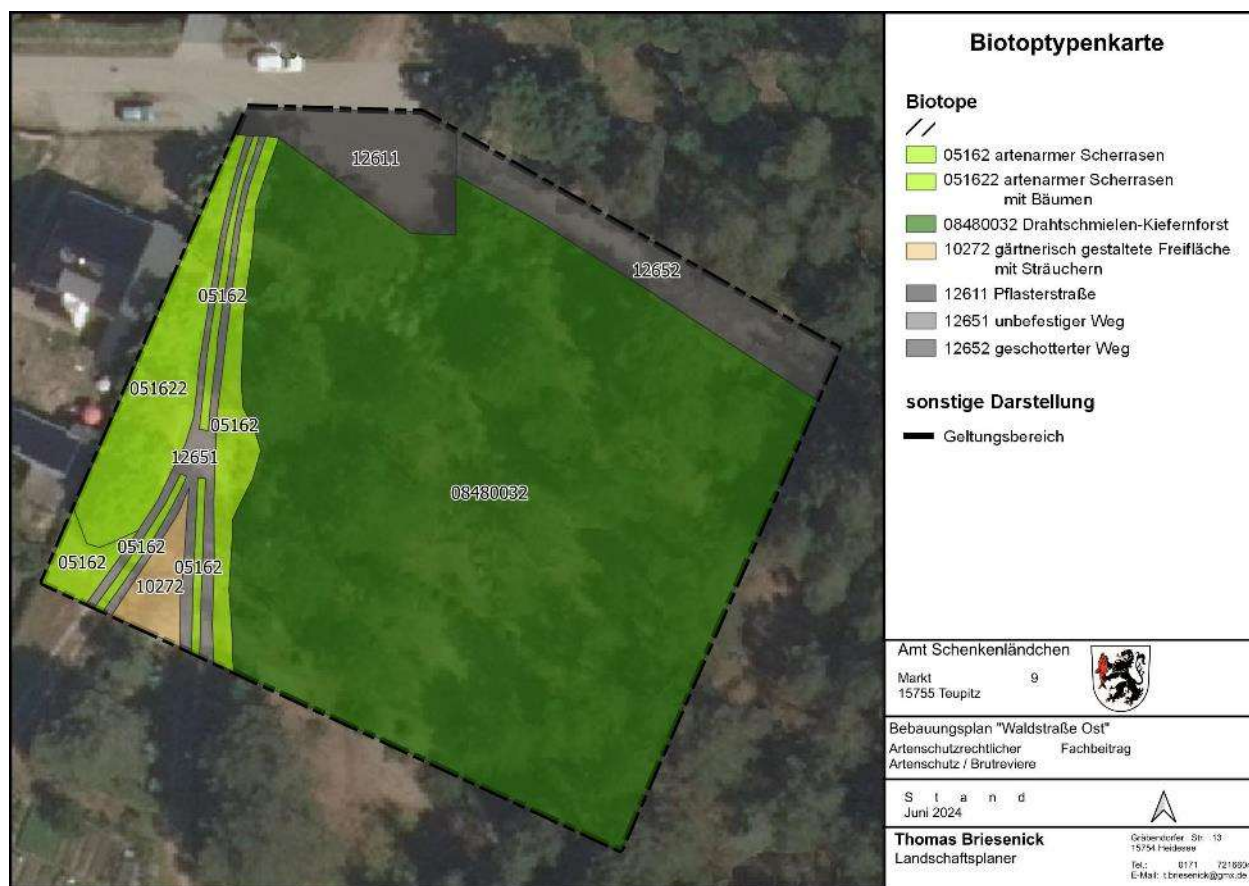 12611
12652
05162
051622
05162
12651
08480032
05162
05162
05162
10272
Biotoptypenkarte
Biotope
05162 artenarmer Scherrasen
051622 artenarmer Scherrasen
mit Bäumen
08480032 Drahtschmielen-Kiefernforst
10272 gärtnerisch gestaltete Freifläche
mit Sträuchern
12611 Pflasterstraße
12651 unbefestiger Weg
12652 geschotterter Weg
sonstige Darstellung
Geltungsbereich
Amt Schenkenländchen
Markt 9
15755 Teupitz
Bebauungsplan "Waldstraße Ost"
Artenschutzrechtlicher Fachbeitrag
Artenschutz / Brutreviere
S t a n d
Juni 2024
Thomas Briesenick
Landschaftsplaner
Gräbendorfer Str. 13
15754 Heidesee
Tel.: 0171
E-Mail: t.briesenick@gmx.de